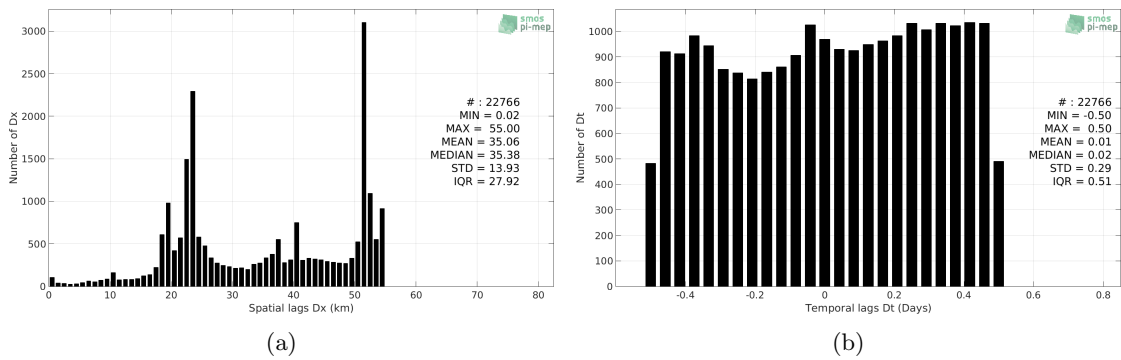 smos
pi-mep
3000
2500
2000
1500
1000
500
0
Number of Dx
# : 22766
MIN = 0.02
MAX = 55.00
MEAN = 35.06
MEDIAN = 35.38
STD = 13.93
IQR = 27.92
0 10 20 30 40 50 60 70 80
Spatial lags Dx (km)
(a)
smos
pi-mep
1000
900
800
700
600
500
400
300
200
100
0
Number of Dt
# : 22766
MIN = -0.50
MAX = 0.50
MEAN = 0.01
MEDIAN = 0.02
STD = 0.29
IQR = 0.51
-0.4 -0.2 0 0.2 0.4 0.6 0.8
Temporal lags Dt (Days)
(b)